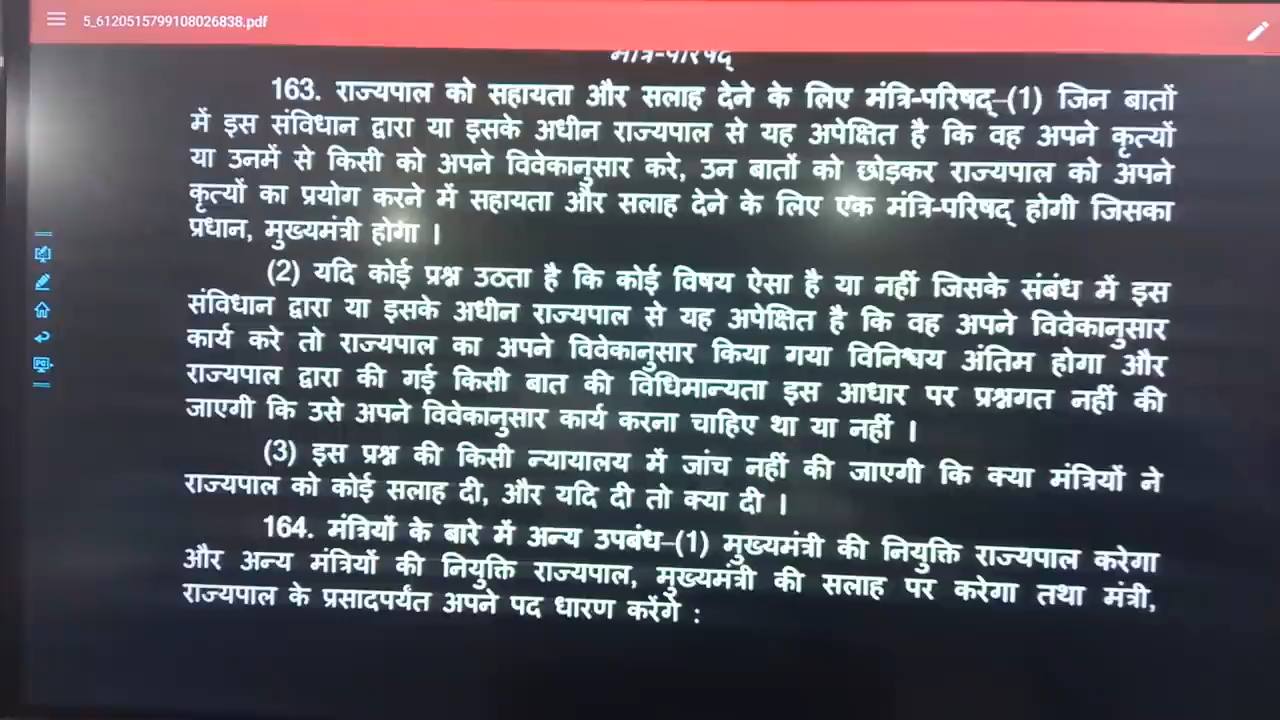 5_6120515799108026838.pdf
मंत्रि-परिषद्
163. राज्यपाल को सहायता और सलाह देने के लिए मंत्रि-परिषद्–(1) जिन बातों
में इस संविधान द्वारा या इसके अधीन राज्यपाल से यह अपेक्षित है कि वह अपने कृत्यों
या उनमें से किसी को अपने विवेकानुसार करे, उन बातों को छोड़कर राज्यपाल को अपने
कृत्यों का प्रयोग करने में सहायता और सलाह देने के लिए एक मंत्रि-परिषद् होगी जिसका
प्रधान, मुख्यमंत्री होगा ।
(2) यदि कोई प्रश्न उठता है कि कोई विषय ऐसा है या नहीं जिसके संबंध में इस
संविधान द्वारा या इसके अधीन राज्यपाल से यह अपेक्षित है कि वह अपने विवेकानुसार
कार्य करे तो राज्यपाल का अपने विवेकानुसार किया गया विनिश्चय अंतिम होगा और
राज्यपाल द्वारा की गई किसी बात की विधिमान्यता इस आधार पर प्रश्नगत नहीं की
जाएगी कि उसे अपने विवेकानुसार कार्य करना चाहिए था या नहीं ।
(3) इस प्रश्न की किसी न्यायालय में जांच नहीं की जाएगी कि क्या मंत्रियों ने
राज्यपाल को कोई सलाह दी, और यदि दी तो क्या दी ।
164. मंत्रियों के बारे में अन्य उपबंध–(1) मुख्यमंत्री की नियुक्ति राज्यपाल करेगा
और अन्य मंत्रियों की नियुक्ति राज्यपाल, मुख्यमंत्री की सलाह पर करेगा तथा मंत्री,
राज्यपाल के प्रसादपर्यंत अपने पद धारण करेंगे :